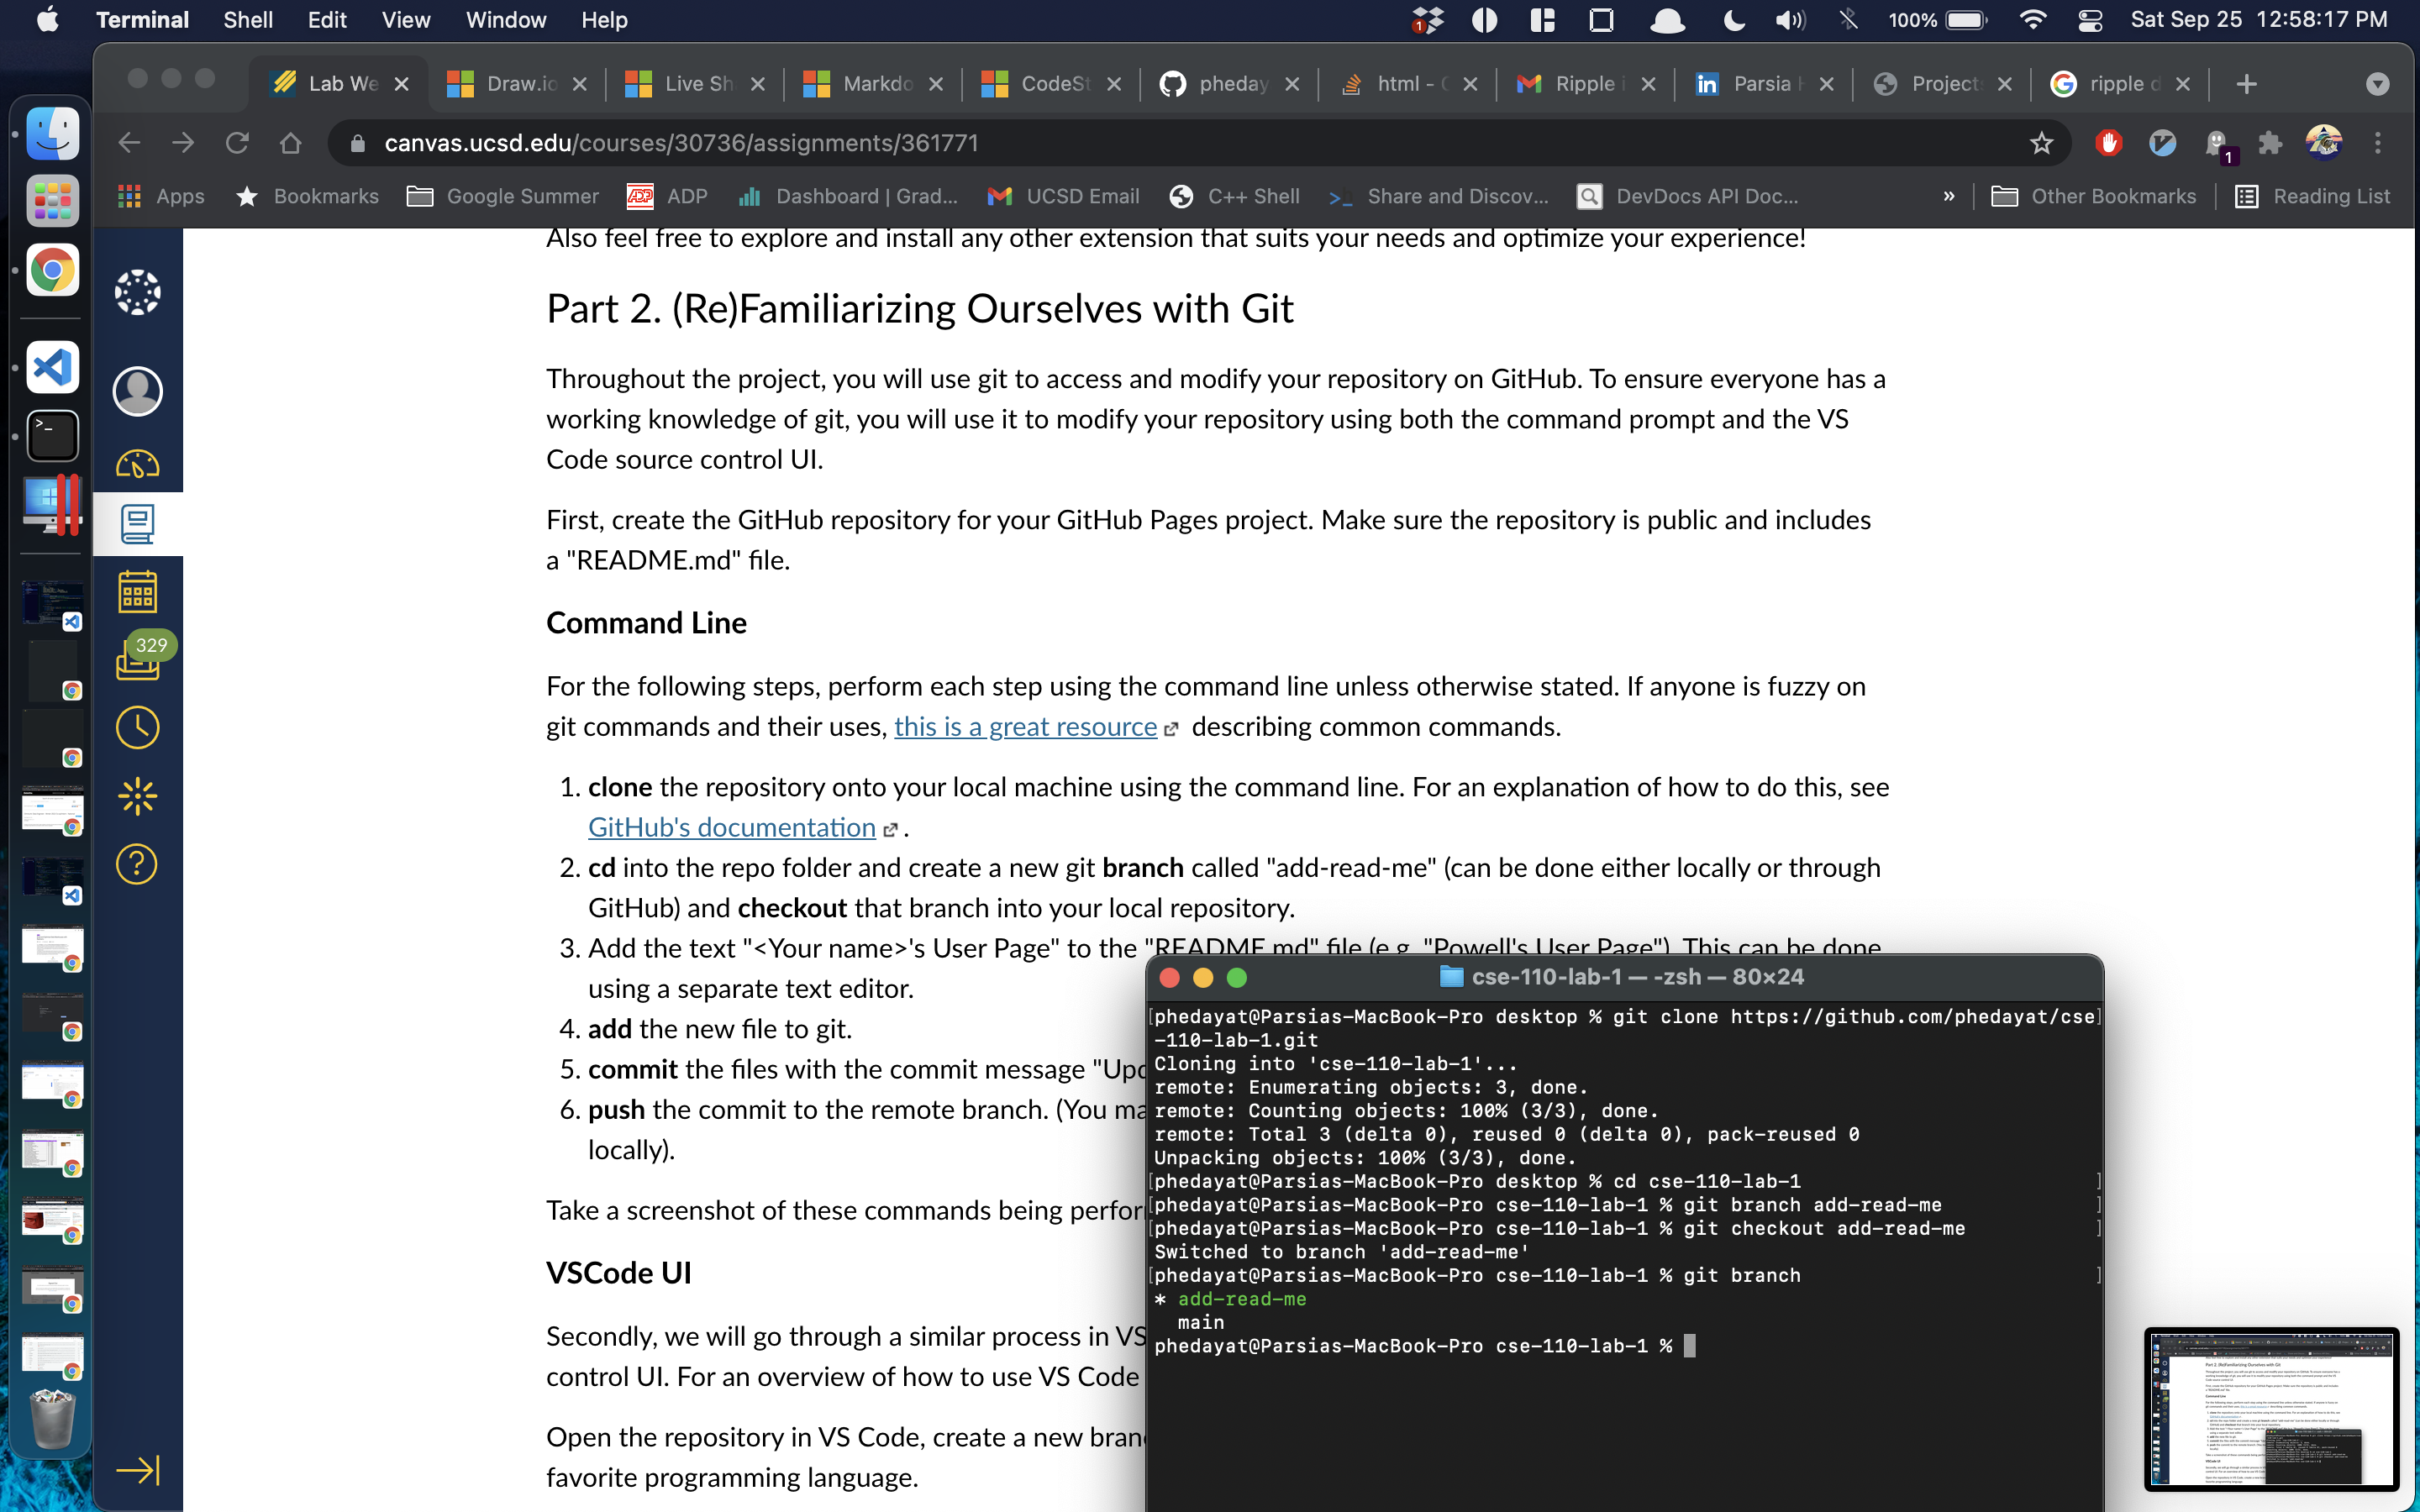 Terminal Shell Edit View Window Help 1 100% Sat Sep 25 12:58:17 PM
Lab We Draw.io Live Sh Markdo CodeSt pheday html - Ripple i Parsia H Project ripple d
canvas.ucsd.edu/courses/30736/assignments/361771 1
Apps Bookmarks Google Summer ADP ADP Dashboard | Grad... UCSD Email C++ Shell Share and Discov... DevDocs API Doc... » Other Bookmarks Reading List
Also feel free to explore and install any other extension that suits your needs and optimize your experience!
Part 2. (Re)Familiarizing Ourselves with Git
Throughout the project, you will use git to access and modify your repository on GitHub. To ensure everyone has a
working knowledge of git, you will use it to modify your repository using both the command prompt and the VS
Code source control UI.
First, create the GitHub repository for your GitHub Pages project. Make sure the repository is public and includes
a "README.md" file.
329
Command Line
For the following steps, perform each step using the command line unless otherwise stated. If anyone is fuzzy on
git commands and their uses, this is a great resource describing common commands.
1. clone the repository onto your local machine using the command line. For an explanation of how to do this, see
GitHub's documentation .
2. cd into the repo folder and create a new git branch called "add-read-me" (can be done either locally or through
GitHub) and checkout that branch into your local repository.
3. Add the text "<Your name>'s User Page" to the "README.md" file (e.g. "Powell's User Page"). This can be done
using a separate text editor.
4. add the new file to git.
5. commit the files with the commit message "Upd
6. push the commit to the remote branch. (You ma
locally).
Take a screenshot of these commands being perfor
VSCode UI
Secondly, we will go through a similar process in VS
control UI. For an overview of how to use VS Code
Open the repository in VS Code, create a new bran
favorite programming language.
cse-110-lab-1 — -zsh — 80×24
[phedayat@Parsias-MacBook-Pro desktop % git clone https://github.com/phedayat/cse]
-110-lab-1.git
Cloning into 'cse-110-lab-1'...
remote: Enumerating objects: 3, done.
remote: Counting objects: 100% (3/3), done.
remote: Total 3 (delta 0), reused 0 (delta 0), pack-reused 0
Unpacking objects: 100% (3/3), done.
[phedayat@Parsias-MacBook-Pro desktop % cd cse-110-lab-1 ]
[phedayat@Parsias-MacBook-Pro cse-110-lab-1 % git branch add-read-me ]
[phedayat@Parsias-MacBook-Pro cse-110-lab-1 % git checkout add-read-me ]
Switched to branch 'add-read-me'
[phedayat@Parsias-MacBook-Pro cse-110-lab-1 % git branch ]
* add-read-me
main
phedayat@Parsias-MacBook-Pro cse-110-lab-1 %